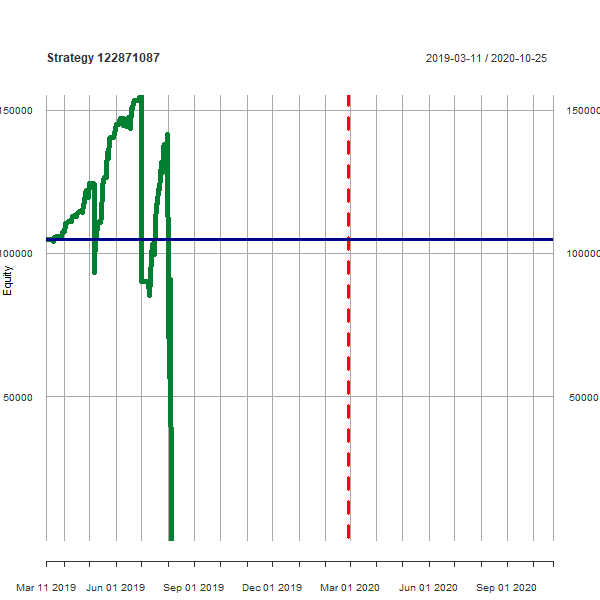 Strategy 122871087
2019-03-11 / 2020-10-25
150000
150000
100000
100000
Equity
50000
50000
Mar 11 2019
Jun 01 2019
Sep 01 2019
Dec 01 2019
Mar 01 2020
Jun 01 2020
Sep 01 2020